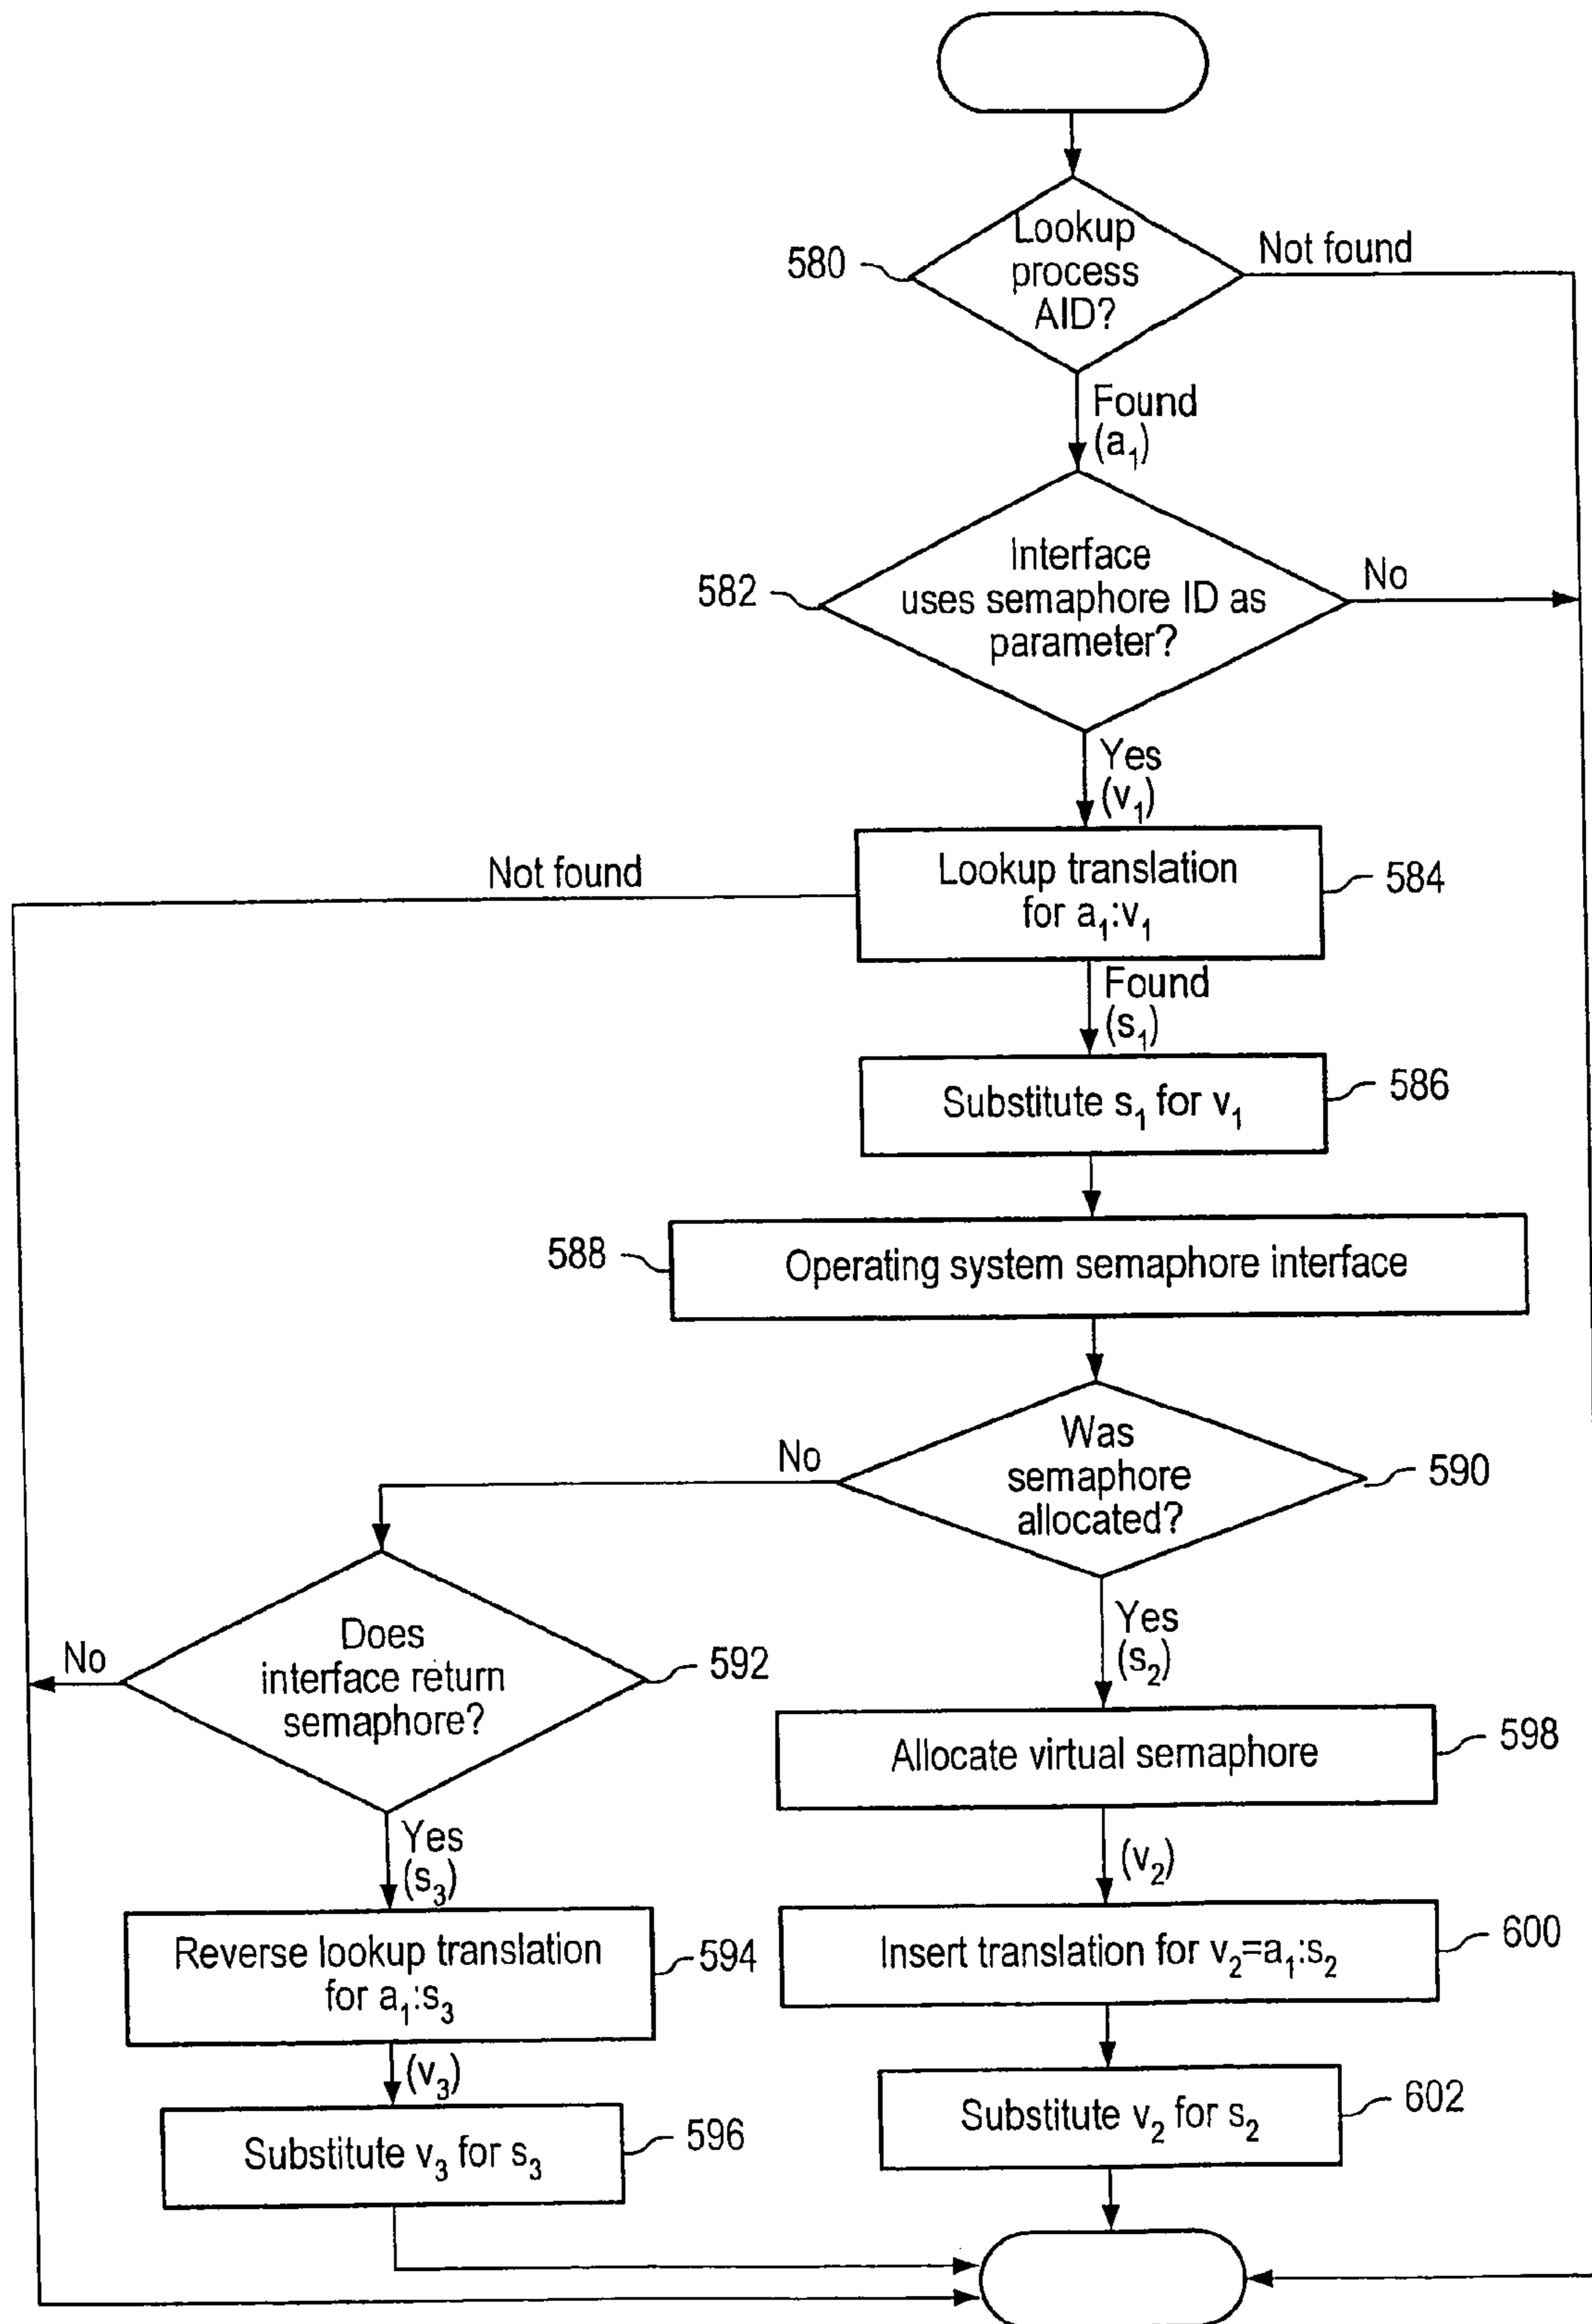 Lookup
process
AID?
580
Not found
Found
(a₁)
Interface
uses semaphore ID as
parameter?
582
No
Yes
(v₁)
Lookup translation
for a₁:v₁
584
Not found
Found
(s₁)
Substitute s₁ for v₁
586
588
Operating system semaphore interface
Was
semaphore
allocated?
590
No
Does
interface return
semaphore?
592
No
Yes
(s₂)
Allocate virtual semaphore
598
Yes
(s₃)
(v₂)
Reverse lookup translation
for a₁:s₃
594
Insert translation for v₂=a₁:s₂
600
(v₃)
Substitute v₃ for s₃
596
Substitute v₂ for s₂
602